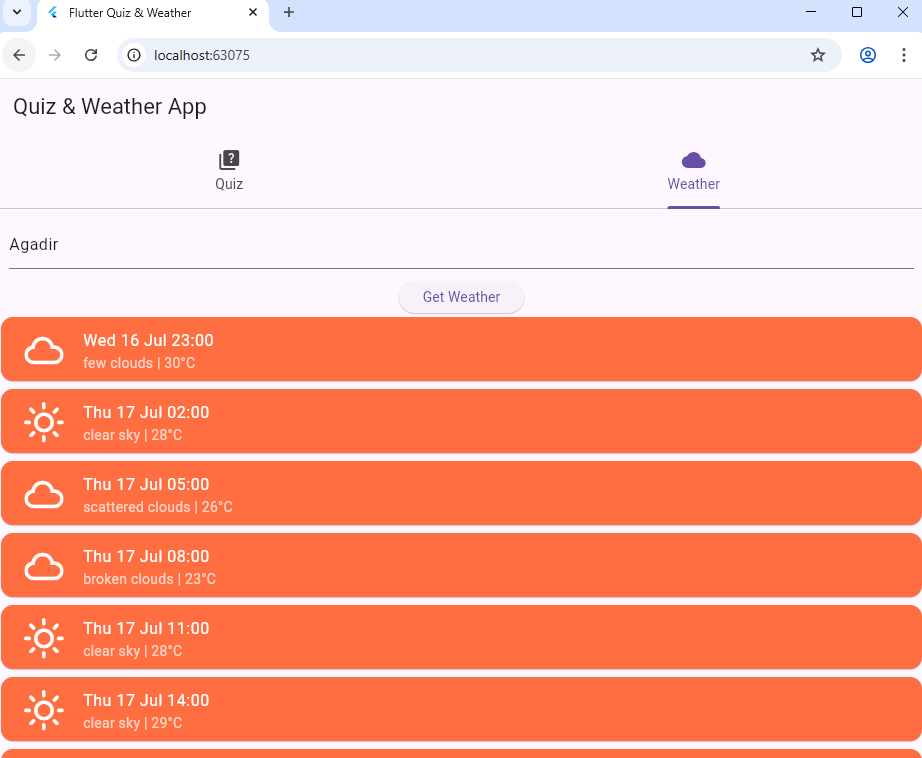 Flutter Quiz & Weather
localhost:63075
Quiz & Weather App
?
Quiz
Weather
Agadir
Get Weather
Wed 16 Jul 23:00
few clouds | 30°C
Thu 17 Jul 02:00
clear sky | 28°C
Thu 17 Jul 05:00
scattered clouds | 26°C
Thu 17 Jul 08:00
broken clouds | 23°C
Thu 17 Jul 11:00
clear sky | 28°C
Thu 17 Jul 14:00
clear sky | 29°C